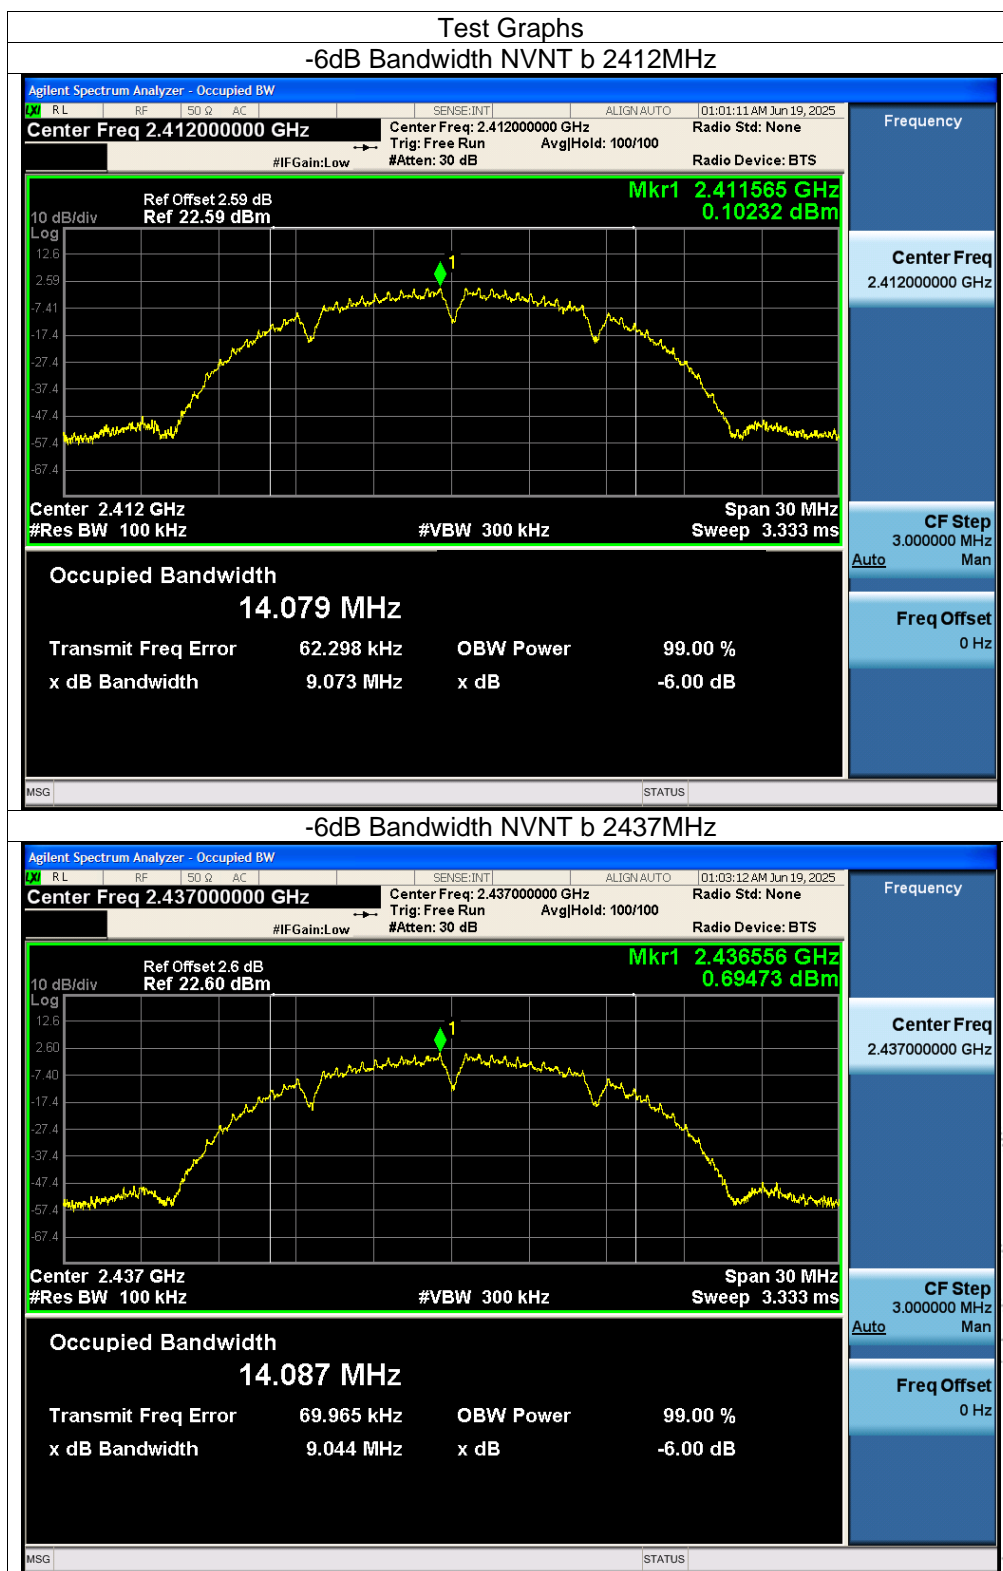 Test Graphs
-6dB Bandwidth NVNT b 2412MHz
Agilent Spectrum Analyzer - Occupied BW
LXI RL RF 50 Ω AC SENSE:INT ALIGN AUTO 01:01:11 AM Jun 19, 2025
Center Freq 2.412000000 GHz Center Freq: 2.412000000 GHz Radio Std: None Frequency
Trig: Free Run Avg|Hold: 100/100
#IFGain:Low #Atten: 30 dB Radio Device: BTS
Mkr1 2.411565 GHz
Ref Offset 2.59 dB 0.10232 dBm
10 dB/div Ref 22.59 dBm
Log
12.6
1
2.59
-7.41
-17.4
-27.4
-37.4
-47.4
-57.4
-67.4
Center Freq
2.412000000 GHz
Center 2.412 GHz Span 30 MHz
#Res BW 100 kHz #VBW 300 kHz Sweep 3.333 ms
CF Step
3.000000 MHz
Auto Man
Occupied Bandwidth
14.079 MHz
Freq Offset
0 Hz
Transmit Freq Error 62.298 kHz OBW Power 99.00 %
x dB Bandwidth 9.073 MHz x dB -6.00 dB
MSG STATUS
-6dB Bandwidth NVNT b 2437MHz
Agilent Spectrum Analyzer - Occupied BW
LXI RL RF 50 Ω AC SENSE:INT ALIGN AUTO 01:03:12 AM Jun 19, 2025
Center Freq 2.437000000 GHz Center Freq: 2.437000000 GHz Radio Std: None Frequency
Trig: Free Run Avg|Hold: 100/100
#IFGain:Low #Atten: 30 dB Radio Device: BTS
Mkr1 2.436556 GHz
Ref Offset 2.6 dB 0.69473 dBm
10 dB/div Ref 22.60 dBm
Log
12.6
1
2.60
-7.40
-17.4
-27.4
-37.4
-47.4
-57.4
-67.4
Center Freq
2.437000000 GHz
Center 2.437 GHz Span 30 MHz
#Res BW 100 kHz #VBW 300 kHz Sweep 3.333 ms
CF Step
3.000000 MHz
Auto Man
Occupied Bandwidth
14.087 MHz
Freq Offset
0 Hz
Transmit Freq Error 69.965 kHz OBW Power 99.00 %
x dB Bandwidth 9.044 MHz x dB -6.00 dB
MSG STATUS